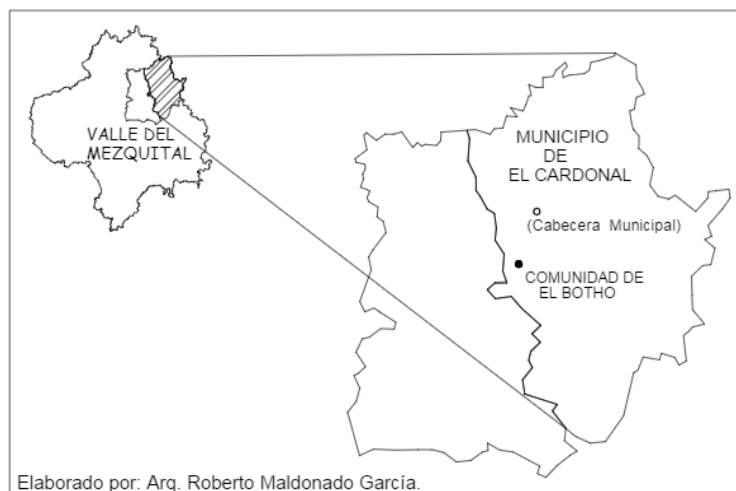 VALLE DEL
MEZQUITAL
MUNICIPIO
DE
EL CARDONAL
(Cabecera Municipal)
COMUNIDAD DE
EL BOTHO
Elaborado por: Arq. Roberto Maldonado García.